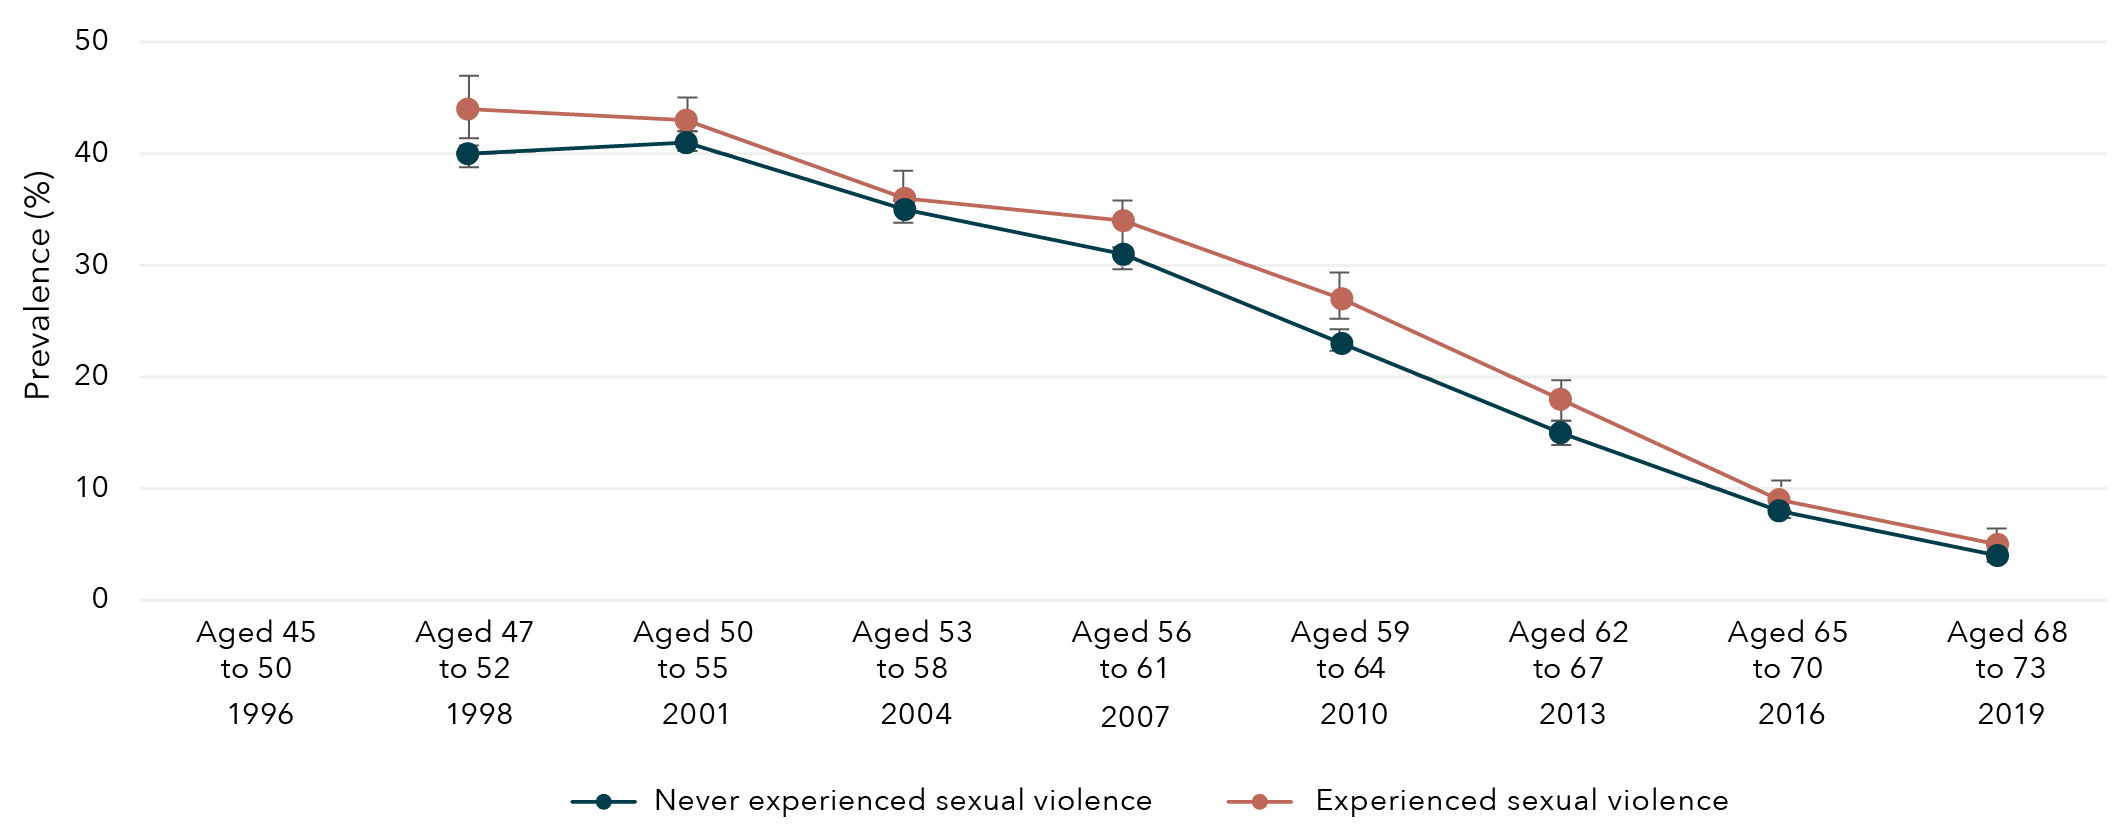 50
40
30
20
10
0
Prevalence (%)
Aged 45 Aged 47 Aged 50 Aged 53 Aged 56 Aged 59 Aged 62 Aged 65 Aged 68
to 50 to 52 to 55 to 58 to 61 to 64 to 67 to 70 to 73
1996 1998 2001 2004 2007 2010 2013 2016 2019
Never experienced sexual violence Experienced sexual violence